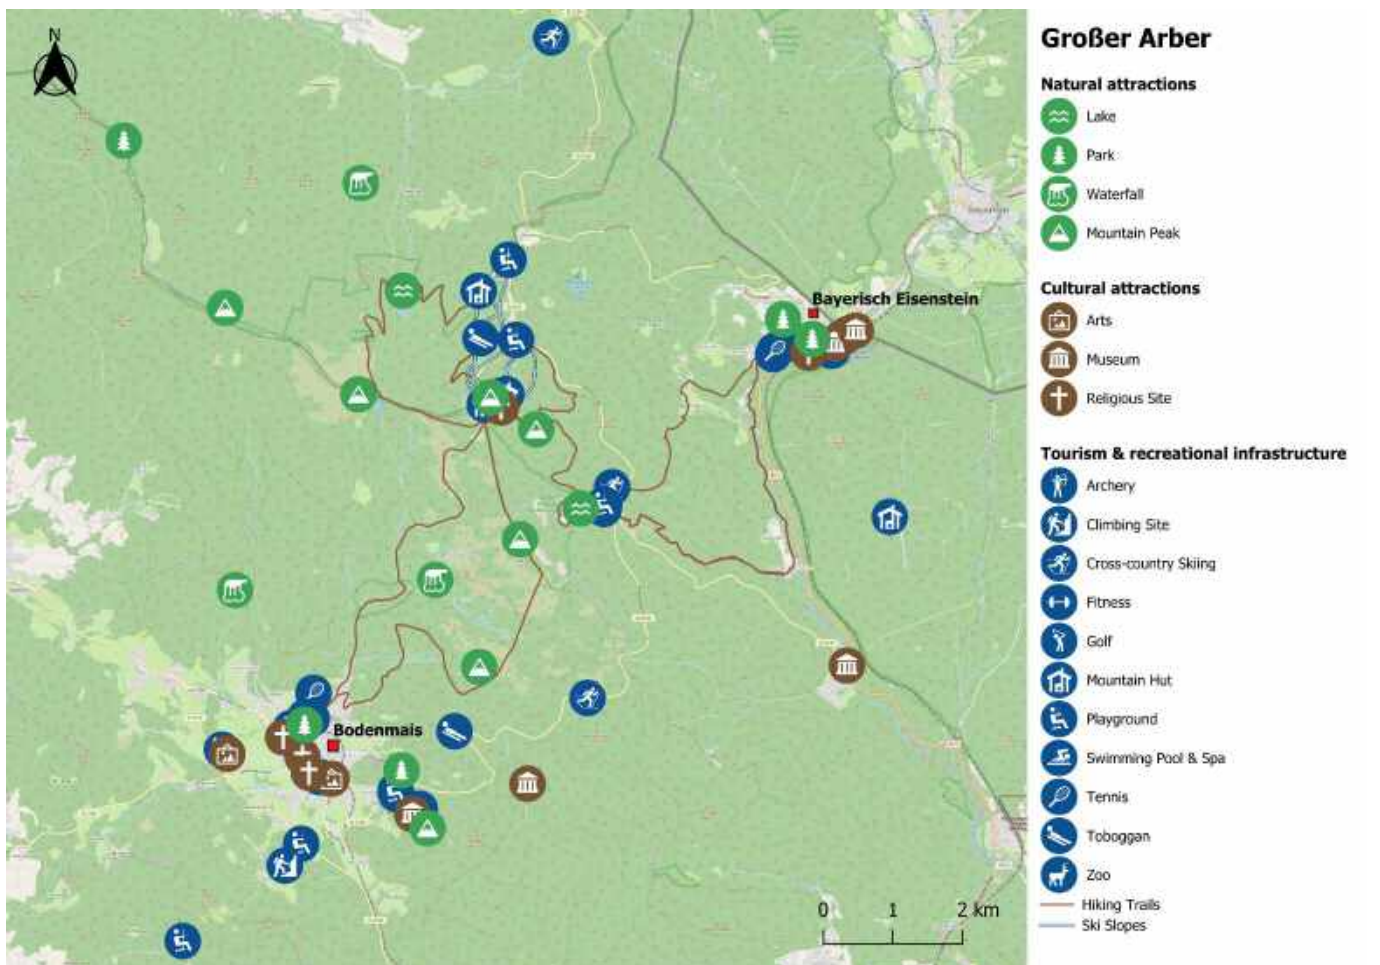 N
Großer Arber
Natural attractions
Lake
Park
Waterfall
Mountain Peak
Bayerisch Eisenstein
Cultural attractions
Arts
Museum
Religious Site
Tourism & recreational infrastructure
Archery
Climbing Site
Cross-country Skiing
Fitness
Golf
Mountain Hut
Bodenmais
Playground
Swimming Pool & Spa
Tennis
Toboggan
Zoo
0 1 2 km
Hiking Trails
Ski Slopes